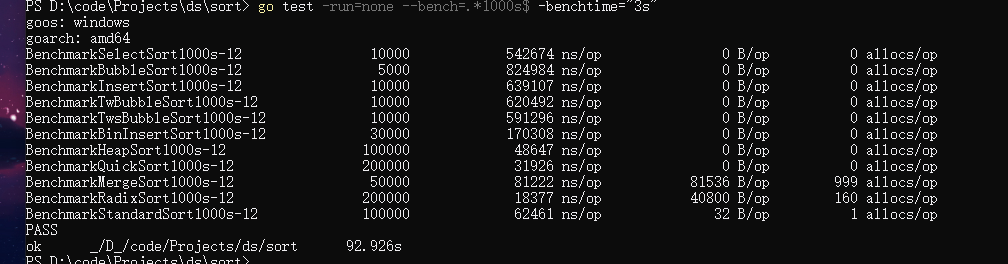 PS D:\code\Projects\ds\sort> go test -run=none --bench=.*1000s$ -benchtime="3s"
goos: windows
goarch: amd64
BenchmarkSelectSort1000s-12 10000 542674 ns/op 0 B/op 0 allocs/op
BenchmarkBubbleSort1000s-12 5000 824984 ns/op 0 B/op 0 allocs/op
BenchmarkInsertSort1000s-12 10000 639107 ns/op 0 B/op 0 allocs/op
BenchmarkTwBubbleSort1000s-12 10000 620492 ns/op 0 B/op 0 allocs/op
BenchmarkTwsBubbleSort1000s-12 10000 591296 ns/op 0 B/op 0 allocs/op
BenchmarkBinInsertSort1000s-12 30000 170308 ns/op 0 B/op 0 allocs/op
BenchmarkHeapSort1000s-12 100000 48647 ns/op 0 B/op 0 allocs/op
BenchmarkQuickSort1000s-12 200000 31926 ns/op 0 B/op 0 allocs/op
BenchmarkMergeSort1000s-12 50000 81222 ns/op 81536 B/op 999 allocs/op
BenchmarkRadixSort1000s-12 200000 18377 ns/op 40800 B/op 160 allocs/op
BenchmarkStandardSort1000s-12 100000 62461 ns/op 32 B/op 1 allocs/op
PASS
ok _/D_/code/Projects/ds/sort 92.926s
PS D:\code\Projects\ds\sort>